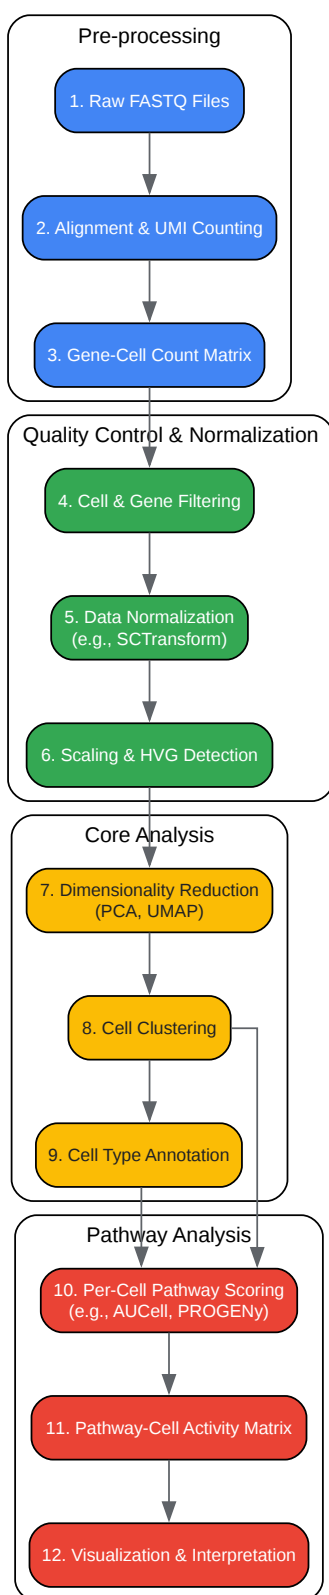 Pre-processing
1. Raw FASTQ Files
2. Alignment & UMI Counting
3. Gene-Cell Count Matrix
Quality Control & Normalization
4. Cell & Gene Filtering
5. Data Normalization
(e.g., SCTransform)
6. Scaling & HVG Detection
Core Analysis
7. Dimensionality Reduction
(PCA, UMAP)
8. Cell Clustering
9. Cell Type Annotation
Pathway Analysis
10. Per-Cell Pathway Scoring
(e.g., AUCell, PROGENy)
11. Pathway-Cell Activity Matrix
12. Visualization & Interpretation